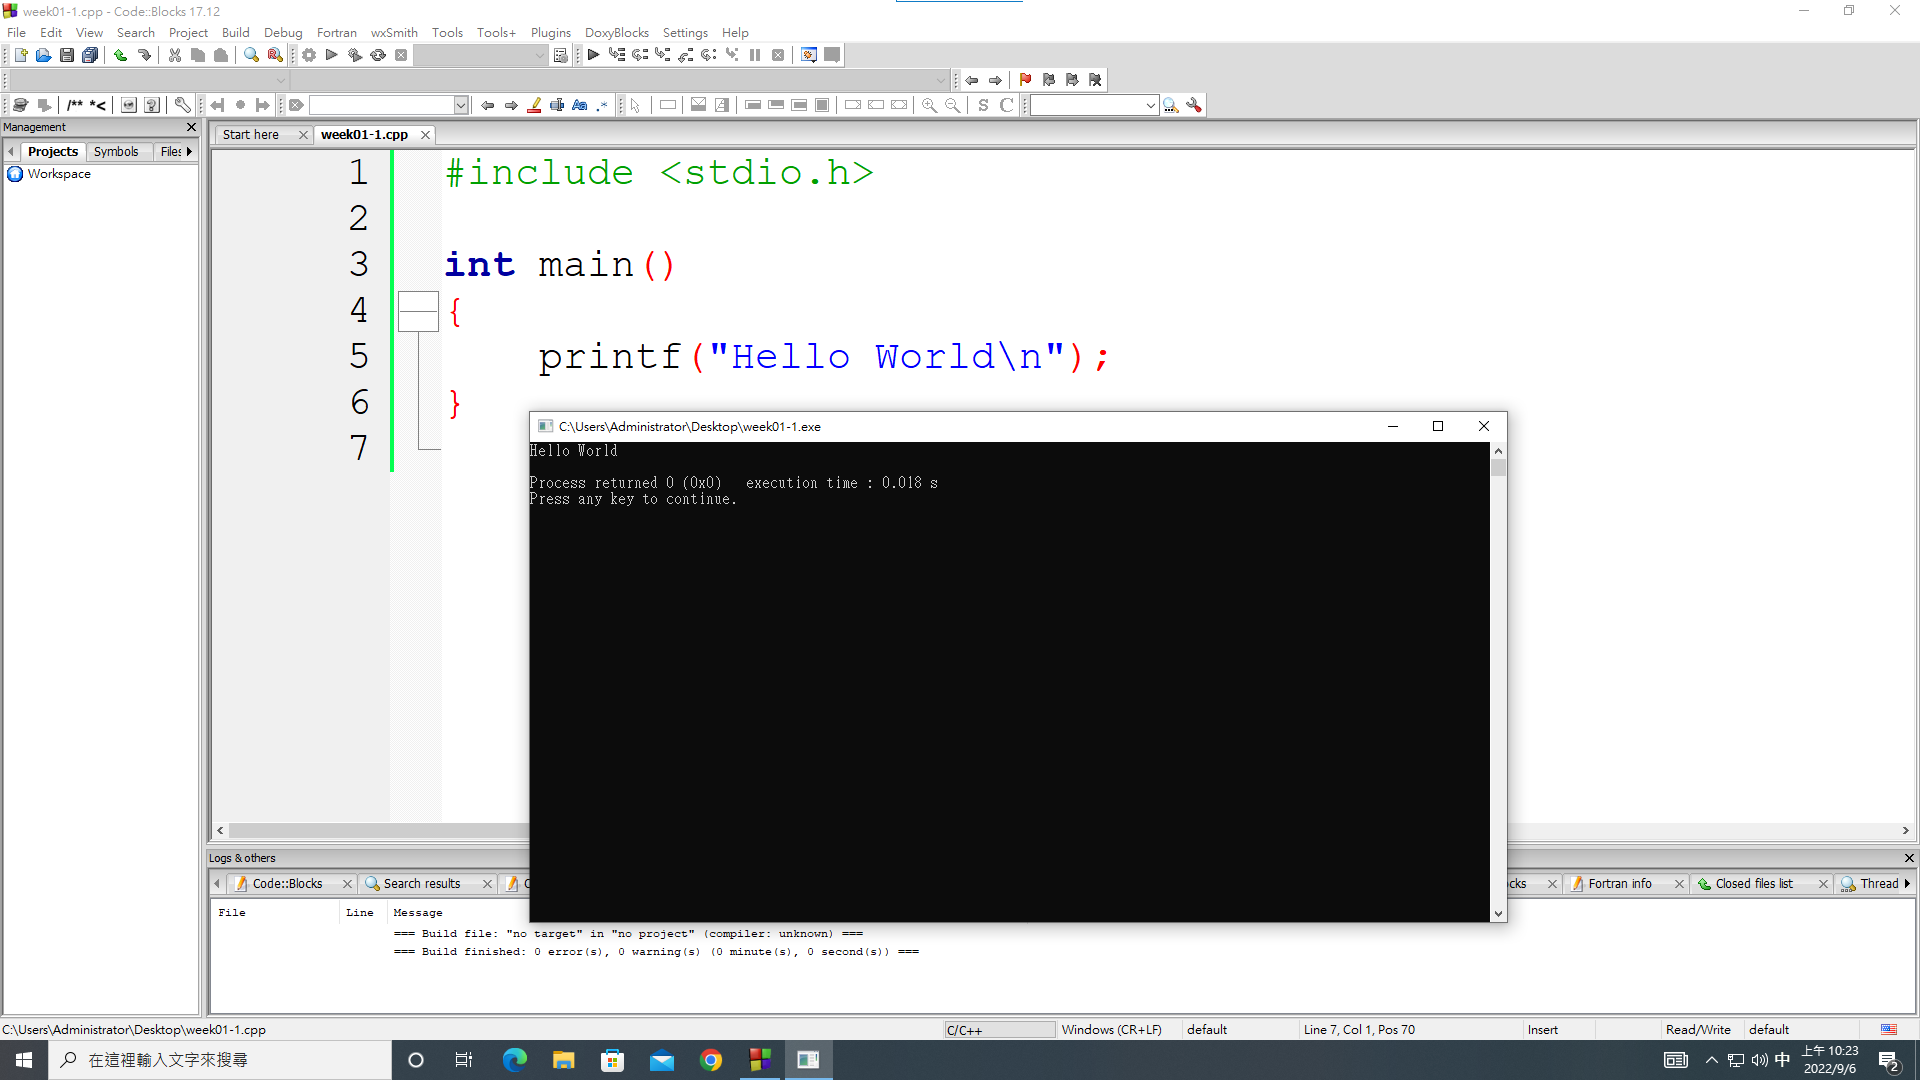 week01-1.cpp - Code::Blocks 17.12
File Edit View Search Project Build Debug Fortran wxSmith Tools Tools+ Plugins DoxyBlocks Settings Help
/** *<
S C
Management
Projects Symbols Files
Workspace
Start here week01-1.cpp
1 #include <stdio.h>
2
3 int main()
4 {
5 printf("Hello World\n");
6 }
7
C:\Users\Administrator\Desktop\week01-1.exe
Hello World
Process returned 0 (0x0) execution time : 0.018 s
Press any key to continue.
Logs & others
Code::Blocks Search results C cks Fortran info Closed files list Thread
File Line Message
=== Build file: "no target" in "no project" (compiler: unknown) ===
=== Build finished: 0 error(s), 0 warning(s) (0 minute(s), 0 second(s)) ===
C:\Users\Administrator\Desktop\week01-1.cpp C/C++ Windows (CR+LF) default Line 7, Col 1, Pos 70 Insert Read/Write default
在這裡輸入文字來搜尋
中
上午 10:23
2022/9/6
2